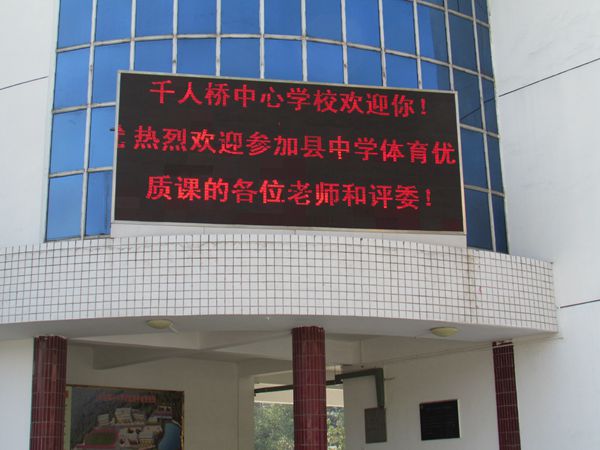 千人桥中心学校欢迎你！
热烈欢迎参加县中学体育优
质课的各位老师和评委！